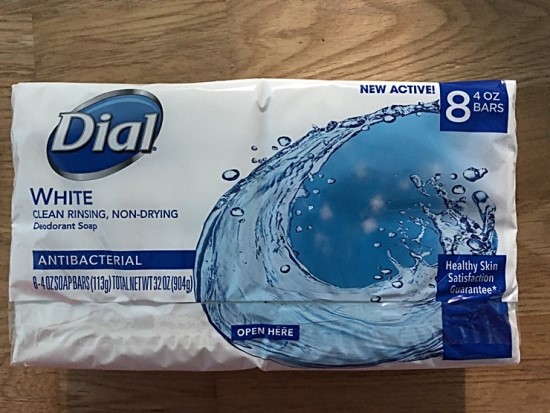 NEW ACTIVE!
8 4 OZ
BARS
Dial
WHITE
CLEAN RINSING, NON-DRYING
Deodorant Soap
ANTIBACTERIAL
8-4 OZ SOAP BARS (113g) TOTAL NET WT 32 OZ (904g)
Healthy Skin
Satisfaction
Guarantee*
OPEN HERE